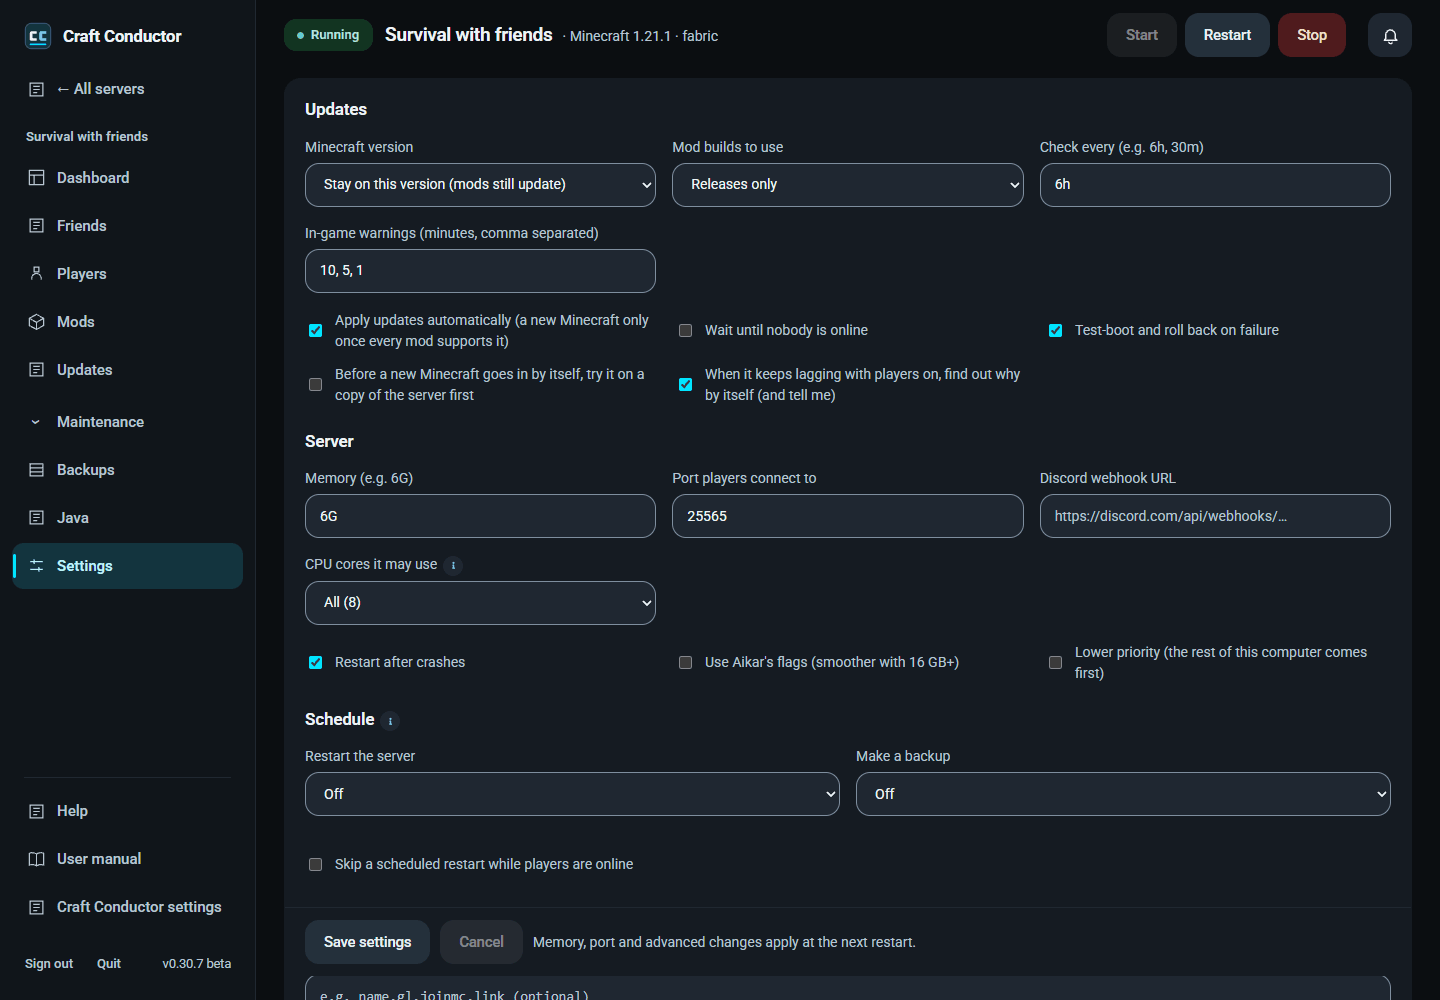 Craft Conductor
← All servers
Survival with friends
Dashboard
Friends
Players
Mods
Updates
Maintenance
Backups
Java
Settings
Help
User manual
Craft Conductor settings
Sign out
Quit
v0.30.7 beta
Running
Survival with friends · Minecraft 1.21.1 · fabric
Start
Restart
Stop
Updates
Minecraft version
Stay on this version (mods still update)
Mod builds to use
Releases only
Check every (e.g. 6h, 30m)
6h
In-game warnings (minutes, comma separated)
10, 5, 1
Apply updates automatically (a new Minecraft only
once every mod supports it)
Wait until nobody is online
Test-boot and roll back on failure
Before a new Minecraft goes in by itself, try it on a
copy of the server first
When it keeps lagging with players on, find out why
by itself (and tell me)
Server
Memory (e.g. 6G)
6G
Port players connect to
25565
Discord webhook URL
https://discord.com/api/webhooks/…
CPU cores it may use i
All (8)
Restart after crashes
Use Aikar's flags (smoother with 16 GB+)
Lower priority (the rest of this computer comes
first)
Schedule i
Restart the server
Off
Make a backup
Off
Skip a scheduled restart while players are online
Save settings
Cancel
Memory, port and advanced changes apply at the next restart.
e.g. name.gl.joinmc.link (optional)